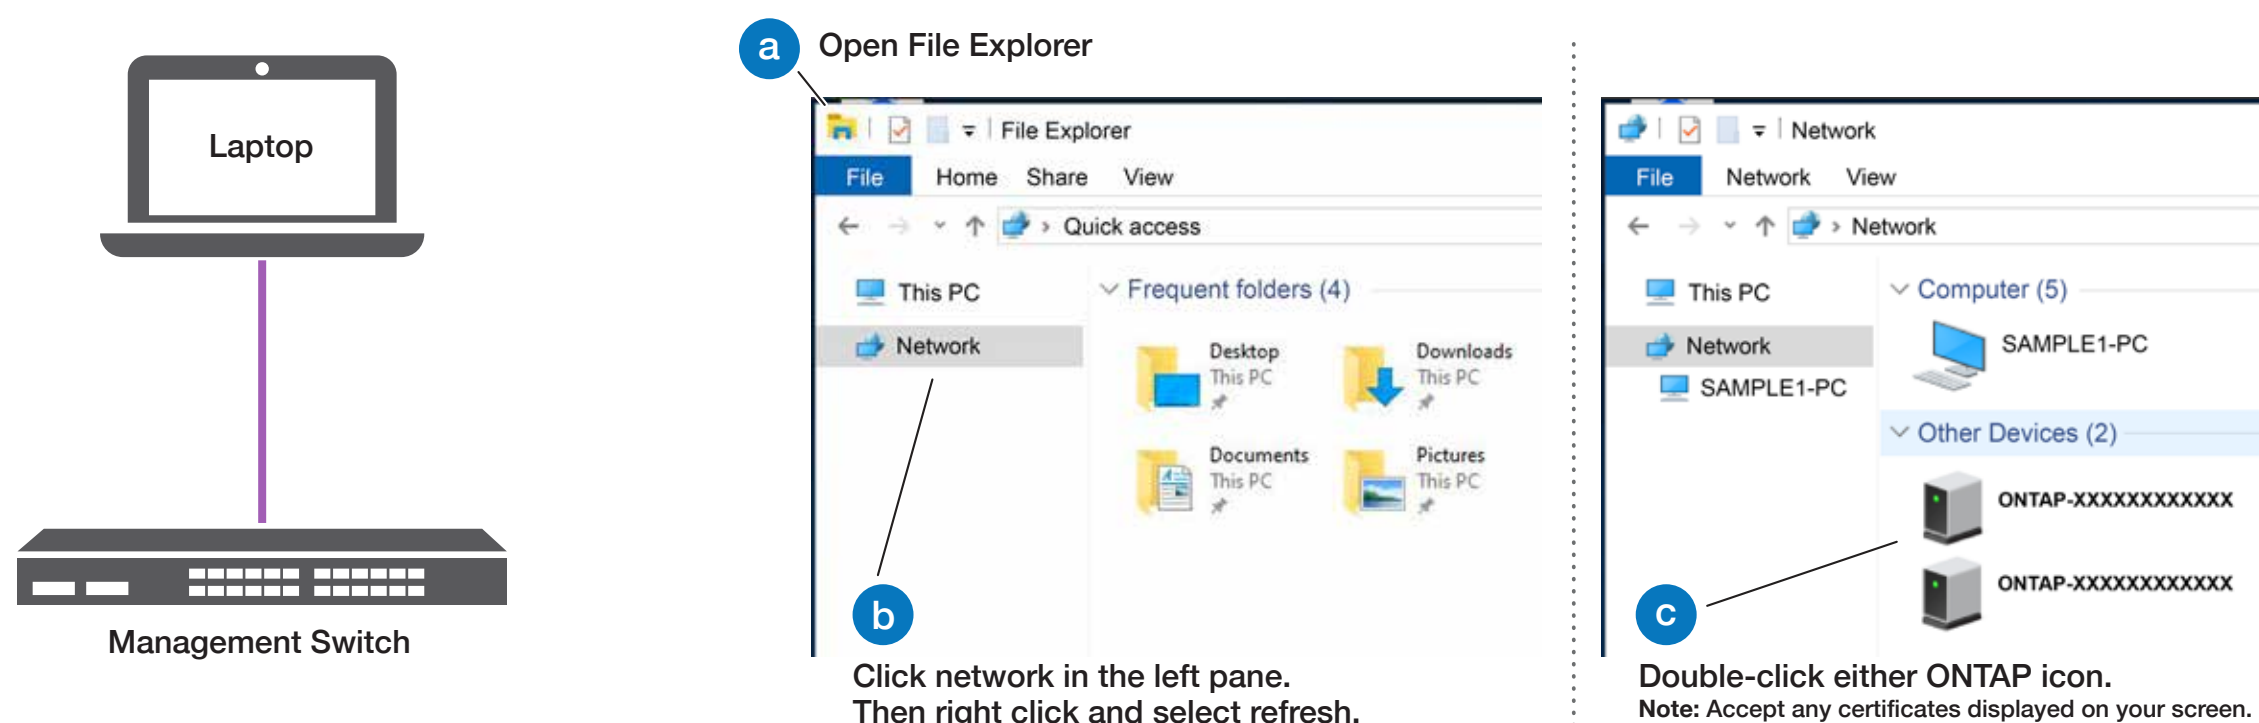 Laptop
Management Switch
a Open File Explorer
File Explorer
File Home Share View
Quick access
This PC
Network
Frequent folders (4)
Desktop
This PC
Downloads
This PC
Documents
This PC
Pictures
This PC
b
Click network in the left pane.
Then right click and select refresh.
Network
File Network View
Network
This PC
Network
SAMPLE1-PC
Computer (5)
SAMPLE1-PC
Other Devices (2)
ONTAP-XXXXXXXXXXXX
ONTAP-XXXXXXXXXXXX
c
Double-click either ONTAP icon.
Note: Accept any certificates displayed on your screen.